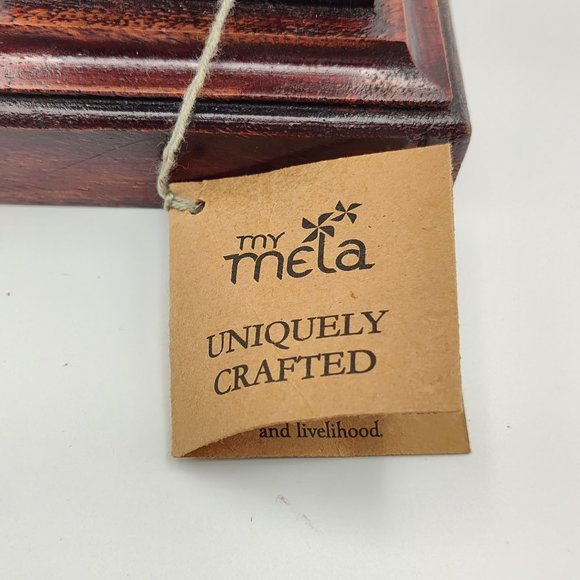 my
mela
UNIQUELY
CRAFTED
and livelihood.